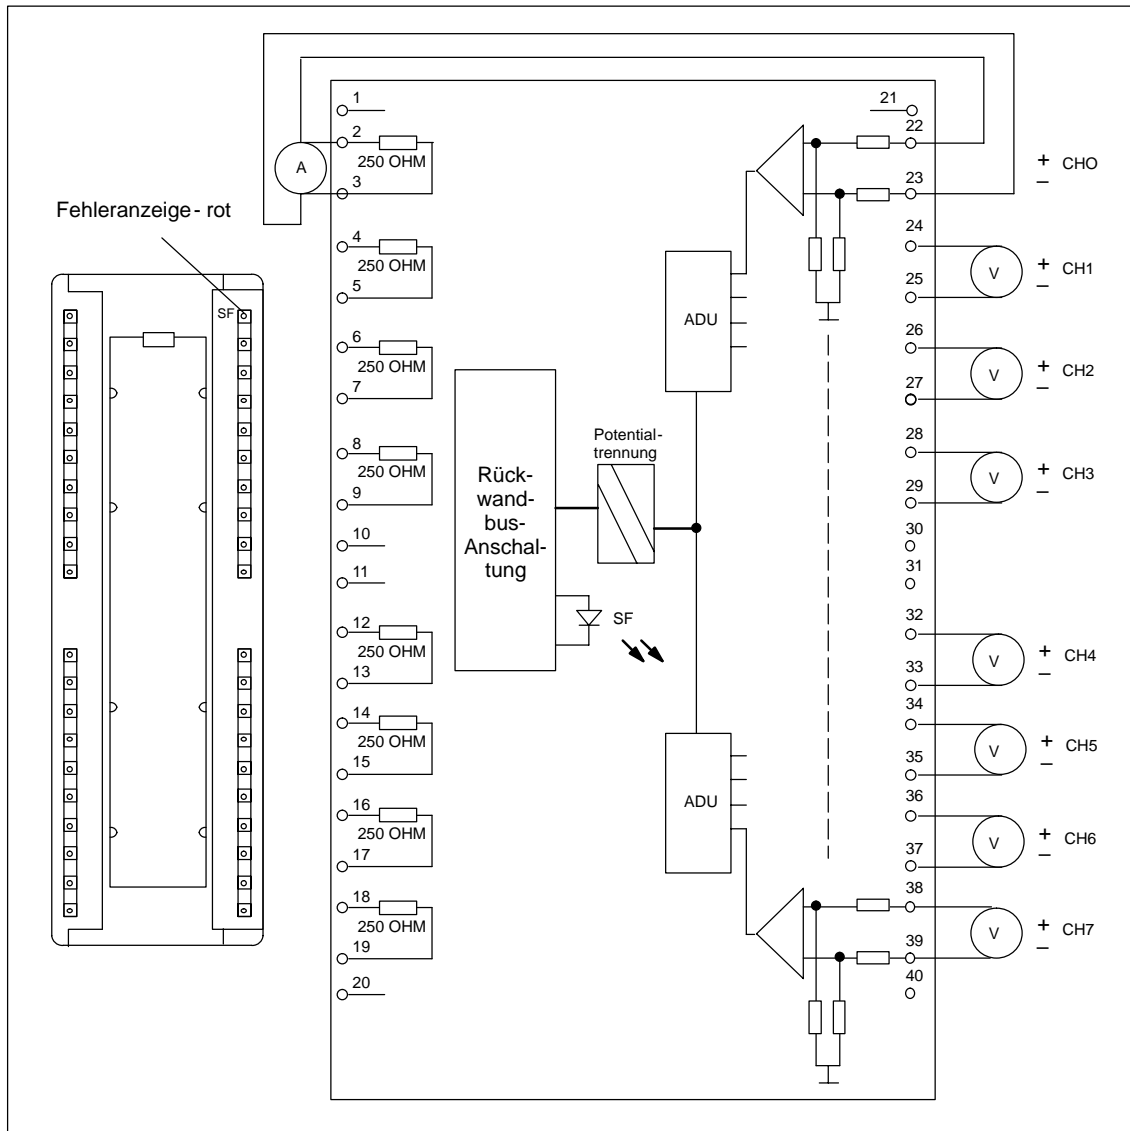 Fehleranzeige- rot
SF
A
1
2
250 OHM
3
4
250 OHM
5
6
250 OHM
7
8
250 OHM
9
10
11
12
250 OHM
13
14
250 OHM
15
16
250 OHM
17
18
250 OHM
19
20
Rück-
wand-
bus-
Anschal-
tung
Potential-
trennung
SF
ADU
ADU
21
22
23
24
25
26
27
28
29
30
31
32
33
34
35
36
37
38
39
40
+
– CHO
V
+
– CH1
V
+
– CH2
V
+
– CH3
V
+
– CH4
V
+
– CH5
V
+
– CH6
V
+
– CH7